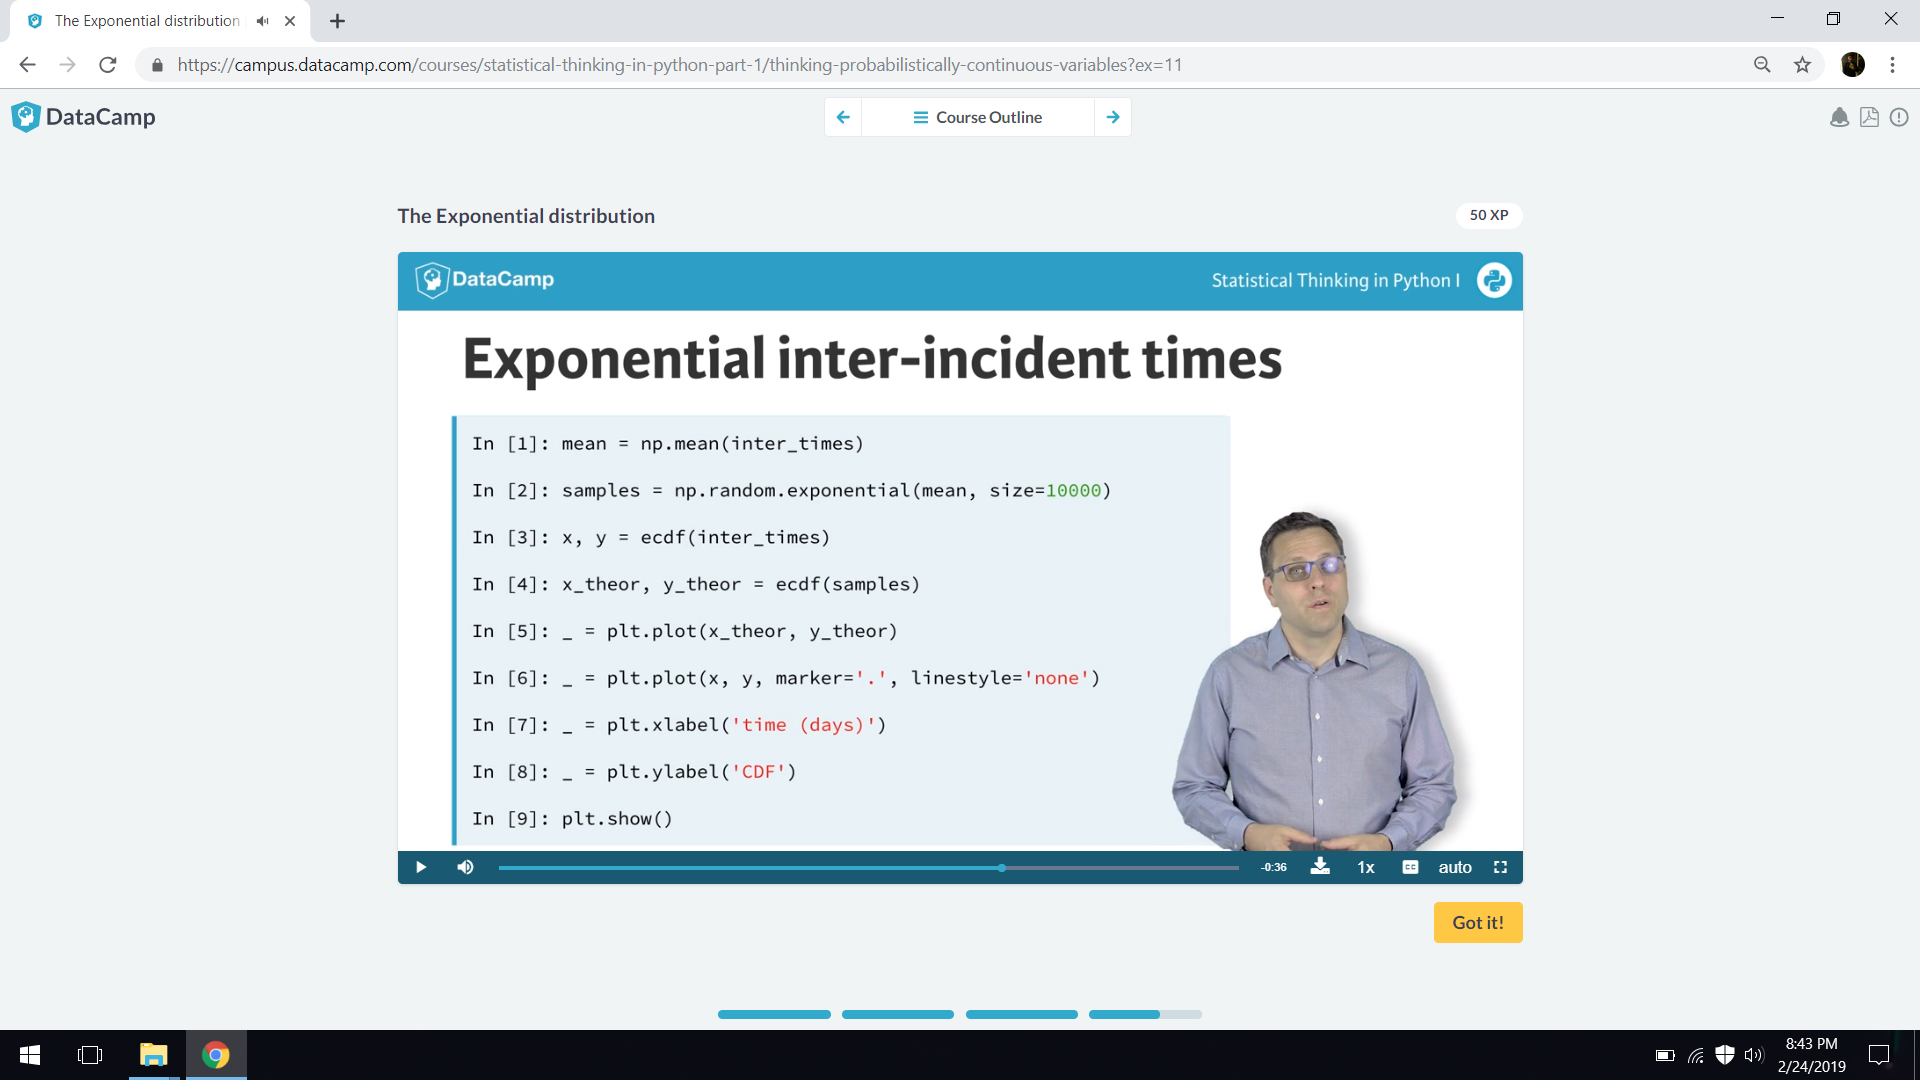 The Exponential distribution
https://campus.datacamp.com/courses/statistical-thinking-in-python-part-1/thinking-probabilistically-continuous-variables?ex=11
DataCamp
Course Outline
The Exponential distribution
50 XP
DataCamp
Statistical Thinking in Python I
Exponential inter-incident times
In [1]: mean = np.mean(inter_times)
In [2]: samples = np.random.exponential(mean, size=10000)
In [3]: x, y = ecdf(inter_times)
In [4]: x_theor, y_theor = ecdf(samples)
In [5]: _ = plt.plot(x_theor, y_theor)
In [6]: _ = plt.plot(x, y, marker='.', linestyle='none')
In [7]: _ = plt.xlabel('time (days)')
In [8]: _ = plt.ylabel('CDF')
In [9]: plt.show()
-0:36
1x
CC
auto
Got it!
8:43 PM
2/24/2019